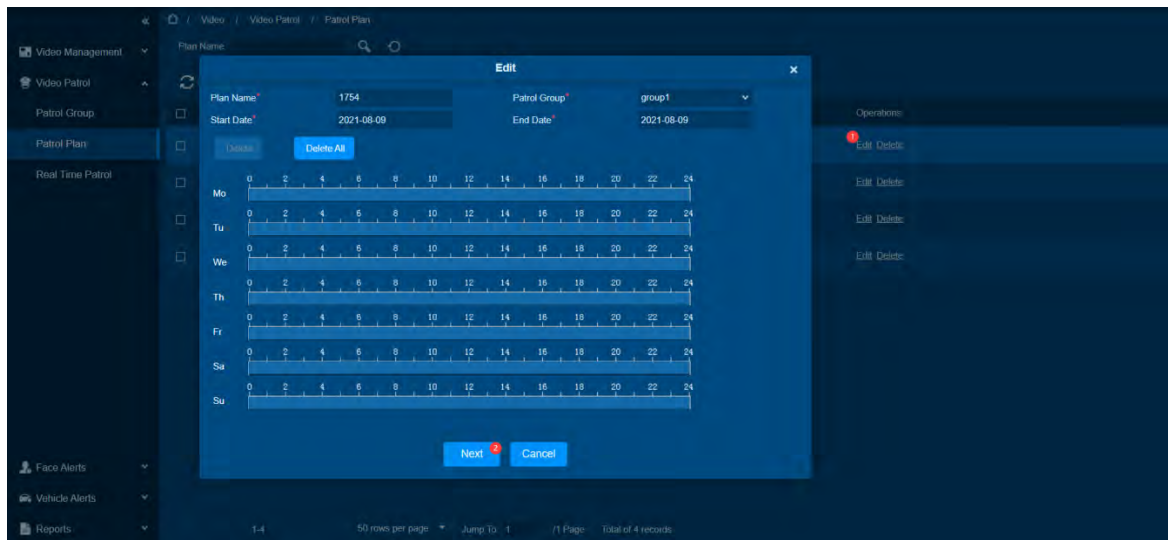 « / Video / Video Patrol / Patrol Plan
Video Management
Plan Name:
Edit
×
Video Patrol
Plan Name*
1754
Patrol Group*
group1
Patrol Group
Start Date*
2021-08-09
End Date*
2021-08-09
Operations
Patrol Plan
Delete
Delete All
1
Edit Delete
Real Time Patrol
Edit Delete
0 2 4 6 8 10 12 14 16 18 20 22 24
Mo
0 2 4 6 8 10 12 14 16 18 20 22 24
Tu
Edit Delete
0 2 4 6 8 10 12 14 16 18 20 22 24
We
Edit Delete
0 2 4 6 8 10 12 14 16 18 20 22 24
Th
0 2 4 6 8 10 12 14 16 18 20 22 24
Fr
0 2 4 6 8 10 12 14 16 18 20 22 24
Sa
0 2 4 6 8 10 12 14 16 18 20 22 24
Su
Next 2
Cancel
Face Alerts
Vehicle Alerts
Reports
1-4
50 rows per page
Jump To 1 /1 Page
Total of 4 records